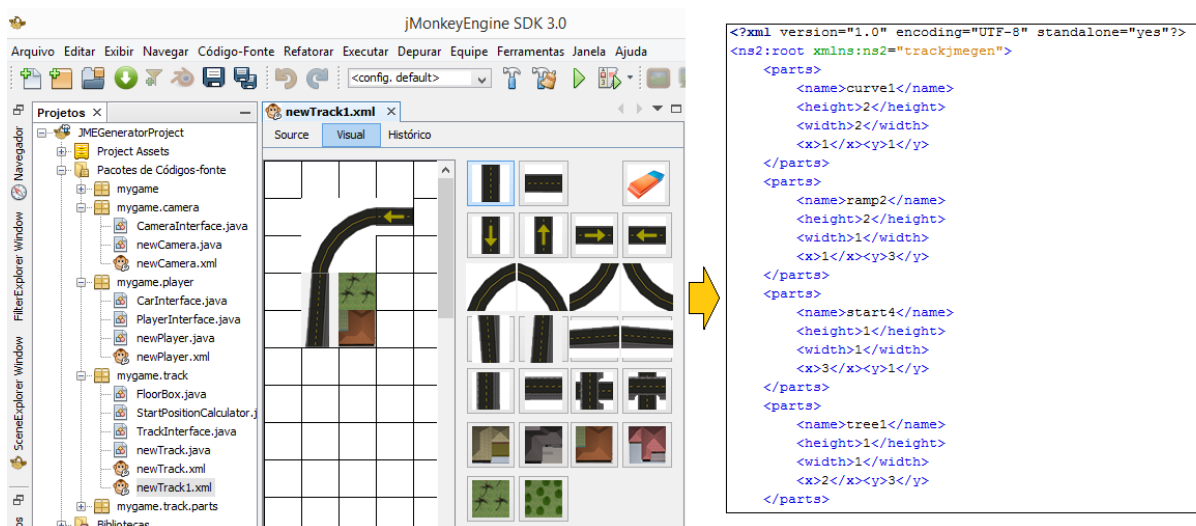 jMonkeyEngine SDK 3.0
Arquivo Editar Exibir Navegar Código-Fonte Refatorar Executar Depurar Equipe Ferramentas Janela Ajuda
<config. default>
Projetos
newTrack1.xml
Source Visual Histórico
Navegador
FilterExplorer Window
SceneExplorer Window
JMEGeneratorProject
Project Assets
Pacotes de Códigos-fonte
mygame
mygame.camera
CameraInterface.java
newCamera.java
newCamera.xml
mygame.player
CarInterface.java
PlayerInterface.java
newPlayer.java
newPlayer.xml
mygame.track
FloorBox.java
StartPositionCalculator.j
TrackInterface.java
newTrack.java
newTrack.xml
newTrack1.xml
mygame.track.parts
Bibliotecas
<?xml version="1.0" encoding="UTF-8" standalone="yes"?>
<ns2:root xmlns:ns2="trackjmegen">
<parts>
<name>curve1</name>
<height>2</height>
<width>2</width>
<x>1</x><y>1</y>
</parts>
<parts>
<name>ramp2</name>
<height>2</height>
<width>1</width>
<x>1</x><y>3</y>
</parts>
<parts>
<name>start4</name>
<height>1</height>
<width>1</width>
<x>3</x><y>1</y>
</parts>
<parts>
<name>tree1</name>
<height>1</height>
<width>1</width>
<x>2</x><y>3</y>
</parts>